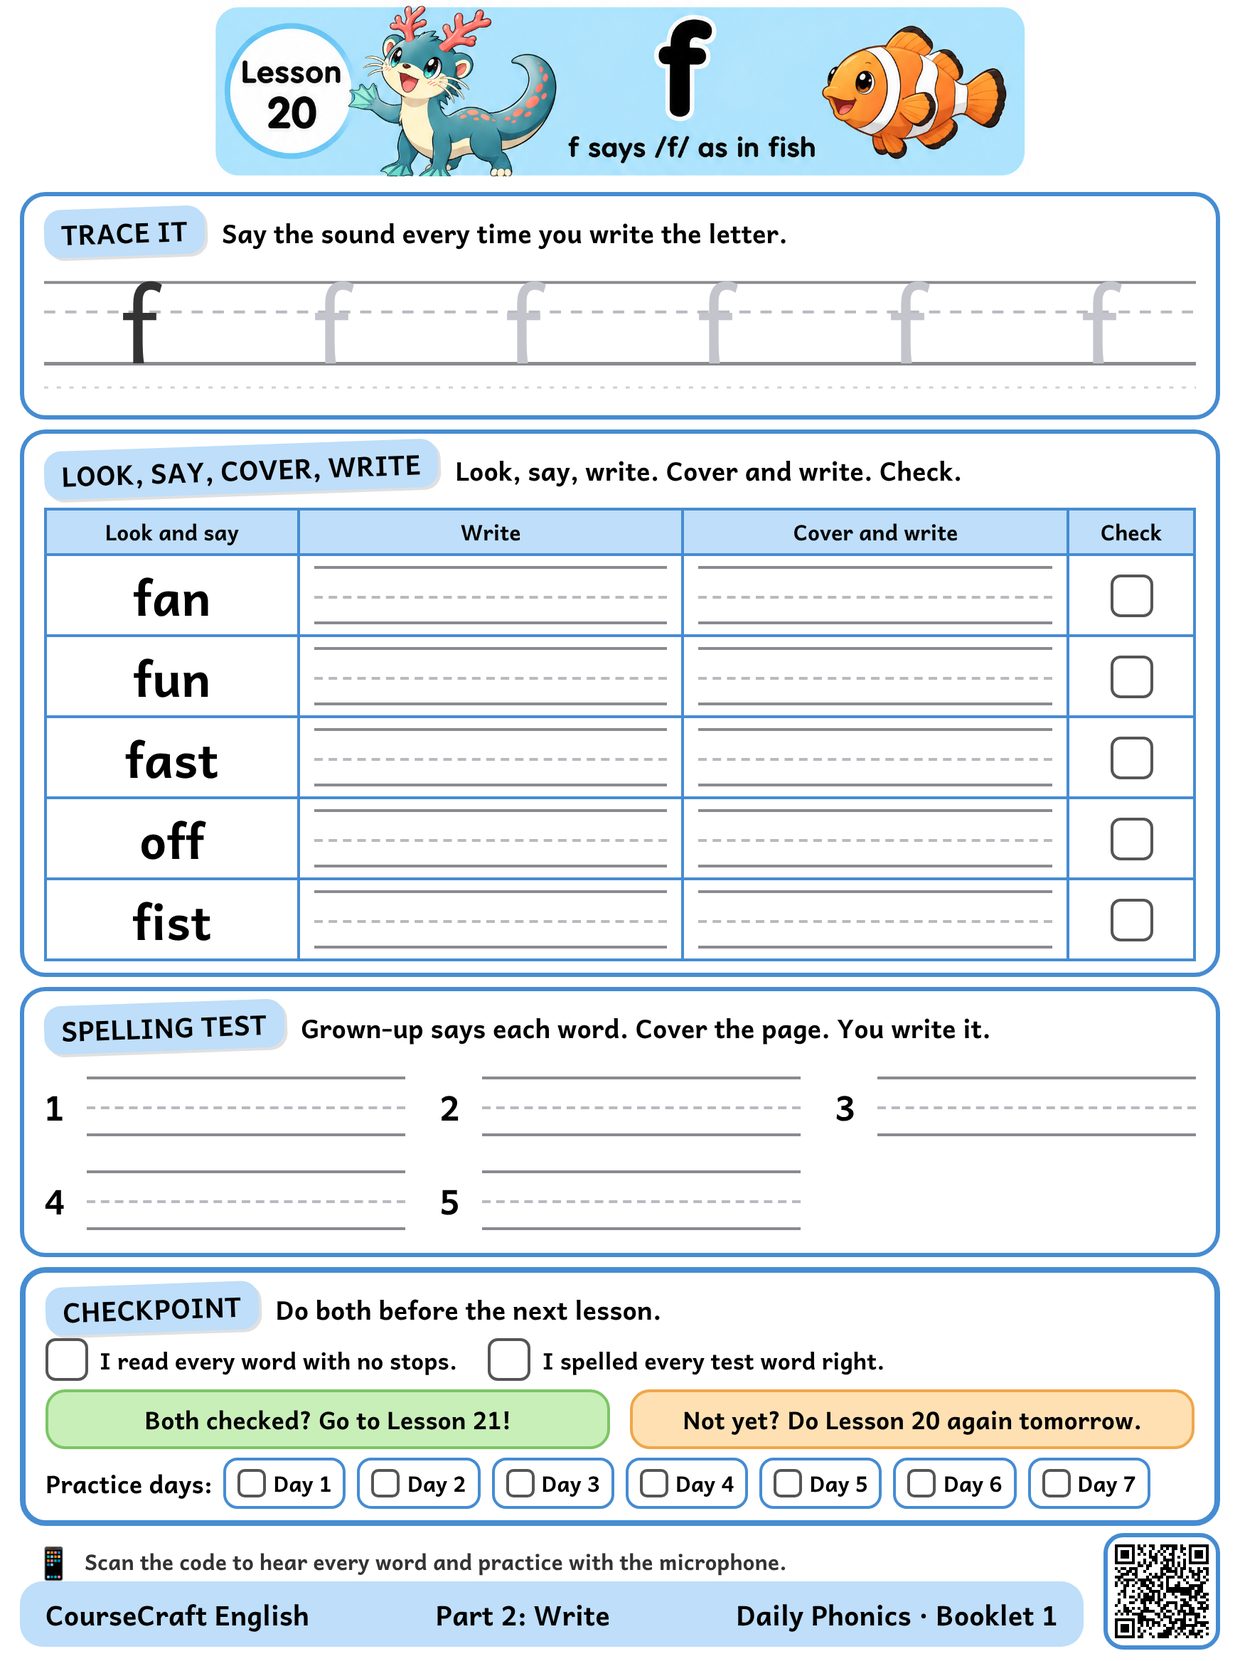 Lesson
20
f
f says /f/ as in fish
TRACE IT
Say the sound every time you write the letter.
f f f f f f
LOOK, SAY, COVER, WRITE
Look, say, write. Cover and write. Check.
Look and say Write Cover and write Check
fan
fun
fast
off
fist
SPELLING TEST
Grown-up says each word. Cover the page. You write it.
1 2 3
4 5
CHECKPOINT
Do both before the next lesson.
I read every word with no stops. I spelled every test word right.
Both checked? Go to Lesson 21! Not yet? Do Lesson 20 again tomorrow.
Practice days: Day 1 Day 2 Day 3 Day 4 Day 5 Day 6 Day 7
Scan the code to hear every word and practice with the microphone.
CourseCraft English Part 2: Write Daily Phonics · Booklet 1